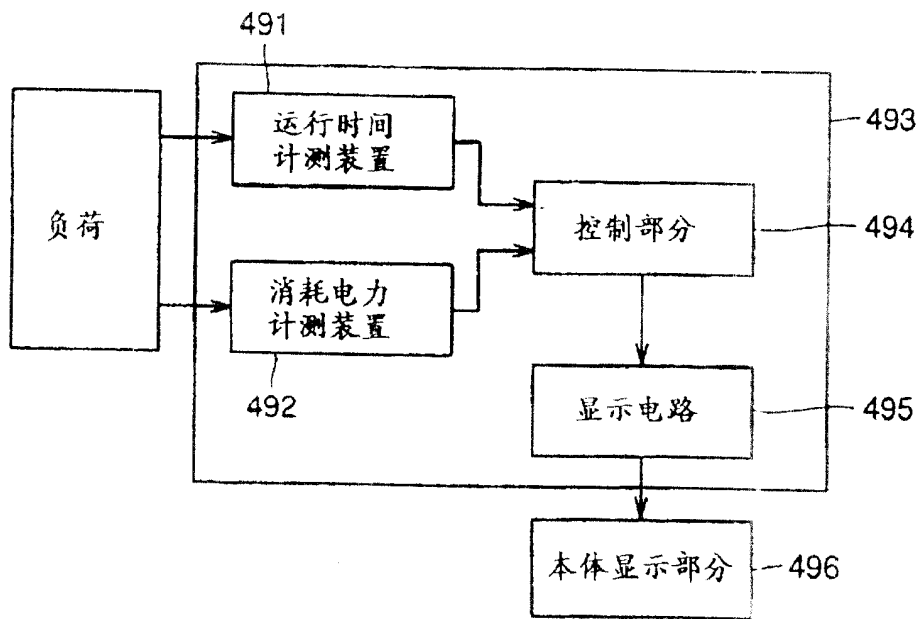 491
运行时间
计测装置
493
负荷
控制部分
494
消耗电力
计测装置
492
显示电路
495
本体显示部分
496